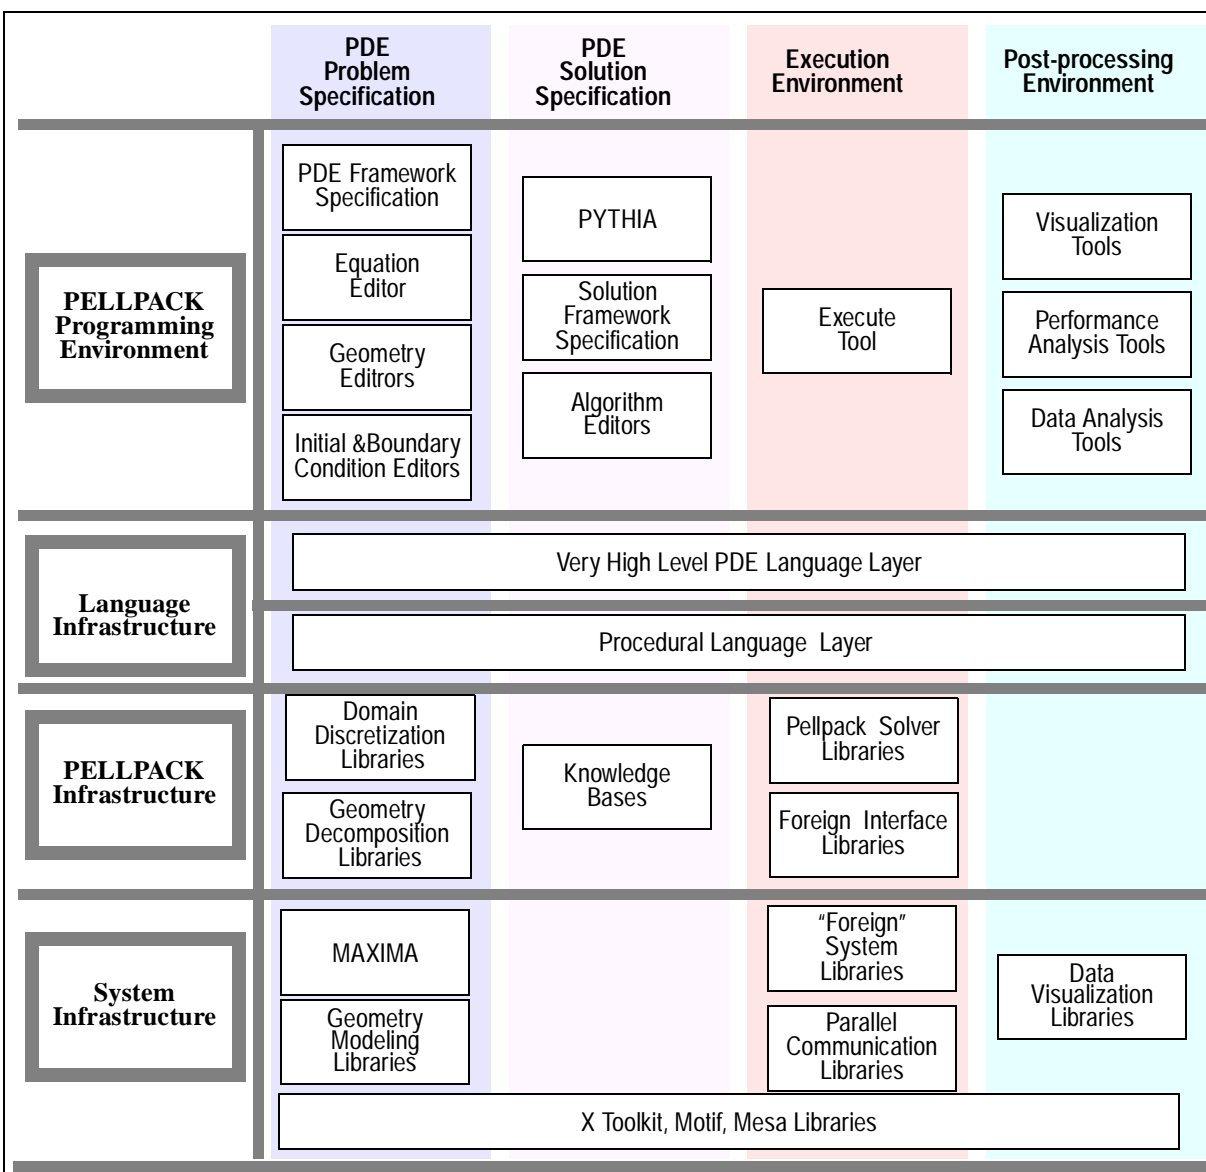 PDE
Problem
Specification
PDE
Solution
Specification
Execution
Environment
Post-processing
Environment
PELLPACK
Programming
Environment
PDE Framework
Specification
Equation
Editor
Geometry
Editrors
Initial &Boundary
Condition Editors
PYTHIA
Solution
Framework
Specification
Algorithm
Editors
Execute
Tool
Visualization
Tools
Performance
Analysis Tools
Data Analysis
Tools
Language
Infrastructure
Very High Level PDE Language Layer
Procedural Language Layer
PELLPACK
Infrastructure
Domain
Discretization
Libraries
Geometry
Decomposition
Libraries
Knowledge
Bases
Pellpack Solver
Libraries
Foreign Interface
Libraries
System
Infrastructure
MAXIMA
Geometry
Modeling
Libraries
“Foreign”
System
Libraries
Parallel
Communication
Libraries
Data
Visualization
Libraries
X Toolkit, Motif, Mesa Libraries